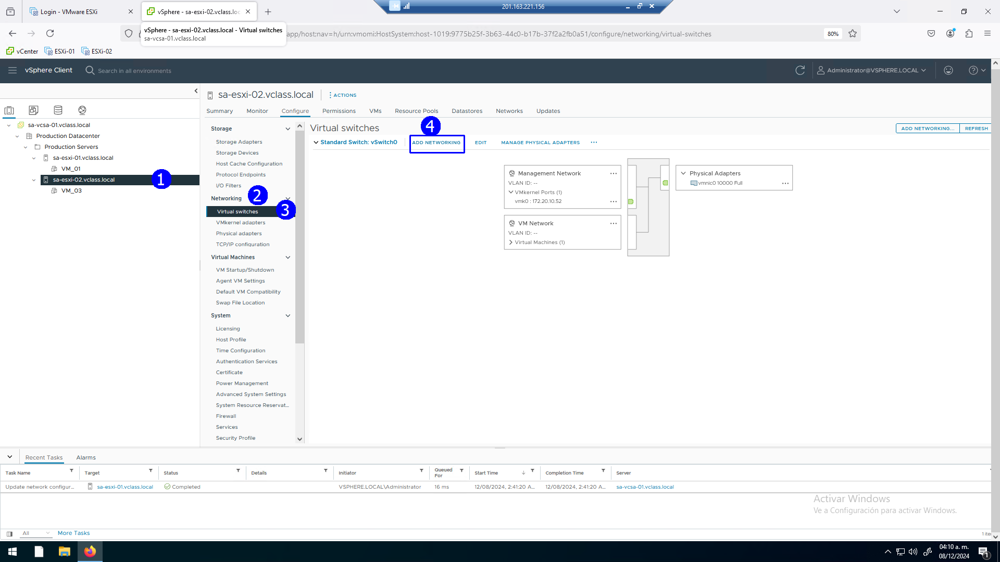 Login - VMware ESXi
vSphere - sa-esxi-02.vclass.loc
201.163.221.156
vSphere - sa-esxi-02.vclass.local - Virtual switches
sa-vcsa-01.vclass.local
app/host;nav=h/urn:vmomi:HostSystem:host-1019:9775b25f-3b63-44c0-b17b-37f2a2fb0a51/configure/networking/virtual-switches
80%
vCenter
ESXi-01
ESXi-02
vSphere Client
Search in all environments
Administrator@VSPHERE.LOCAL
sa-vcsa-01.vclass.local
Production Datacenter
Production Servers
sa-esxi-01.vclass.local
VM_01
sa-esxi-02.vclass.local
1
VM_03
sa-esxi-02.vclass.local
ACTIONS
Summary
Monitor
Configure
Permissions
VMs
Resource Pools
Datastores
Networks
Updates
Storage
Storage Adapters
Storage Devices
Host Cache Configuration
Protocol Endpoints
I/O Filters
Networking
2
Virtual switches
3
VMkernel adapters
Physical adapters
TCP/IP configuration
Virtual Machines
VM Startup/Shutdown
Agent VM Settings
Default VM Compatibility
Swap File Location
System
Licensing
Host Profile
Time Configuration
Authentication Services
Certificate
Power Management
Advanced System Settings
System Resource Reservat...
Firewall
Services
Security Profile
Virtual switches
4
ADD NETWORKING...
REFRESH
Standard Switch: vSwitch0
ADD NETWORKING
EDIT
MANAGE PHYSICAL ADAPTERS
...
Management Network
VLAN ID: --
VMkernel Ports (1)
vmk0 : 172.20.10.52
VM Network
VLAN ID: --
Virtual Machines (1)
Physical Adapters
vmnic0 10000 Full
Recent Tasks
Alarms
Task Name
Target
Status
Details
Initiator
Queued
For
Start Time
Completion Time
Server
Update network configur...
sa-esxi-01.vclass.local
Completed
VSPHERE.LOCAL\Administrator
16 ms
12/08/2024, 2:41:20 A...
12/08/2024, 2:41:20 A...
sa-vcsa-01.vclass.local
Activar Windows
Ve a Configuración para activar Windows.
All
More Tasks
1 ite
04:10 a. m.
08/12/2024
1